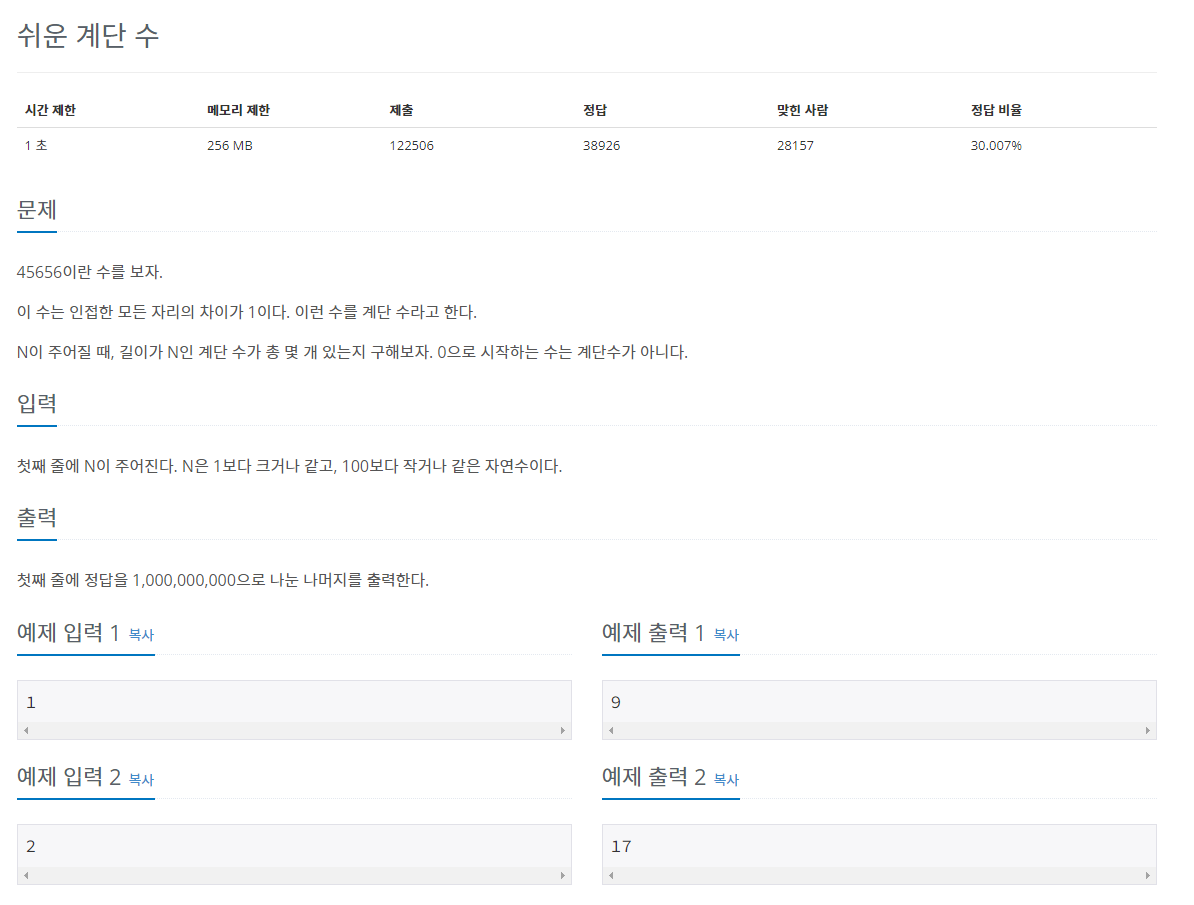 쉬운 계단 수
시간 제한 메모리 제한 제출 정답 맞힌 사람 정답 비율
1 초 256 MB 122506 38926 28157 30.007%
문제
45656이란 수를 보자.
이 수는 인접한 모든 자리의 차이가 1이다. 이런 수를 계단 수라고 한다.
N이 주어질 때, 길이가 N인 계단 수가 총 몇 개 있는지 구해보자. 0으로 시작하는 수는 계단수가 아니다.
입력
첫째 줄에 N이 주어진다. N은 1보다 크거나 같고, 100보다 작거나 같은 자연수이다.
출력
첫째 줄에 정답을 1,000,000,000으로 나눈 나머지를 출력한다.
예제 입력 1 복사 예제 출력 1 복사
1 9
예제 입력 2 복사 예제 출력 2 복사
2 17